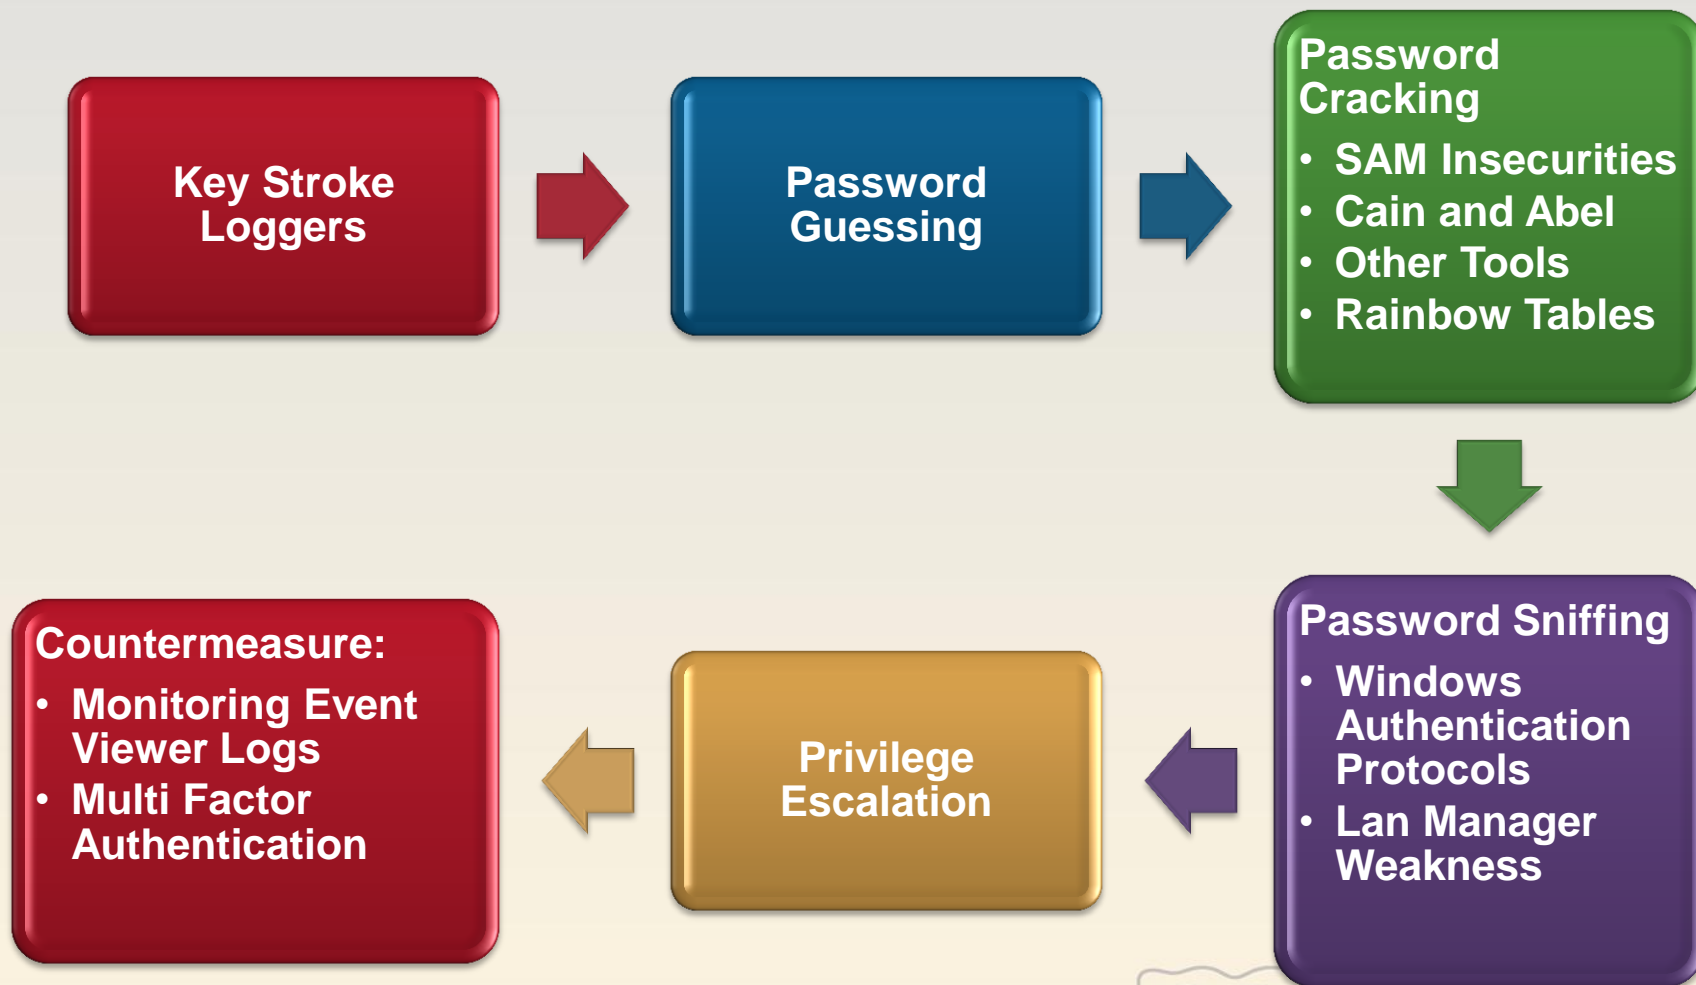 Key Stroke
Loggers
Password
Guessing
Password
Cracking
• SAM Insecurities
• Cain and Abel
• Other Tools
• Rainbow Tables
Password Sniffing
• Windows
Authentication
Protocols
• Lan Manager
Weakness
Privilege
Escalation
Countermeasure:
• Monitoring Event
Viewer Logs
• Multi Factor
Authentication